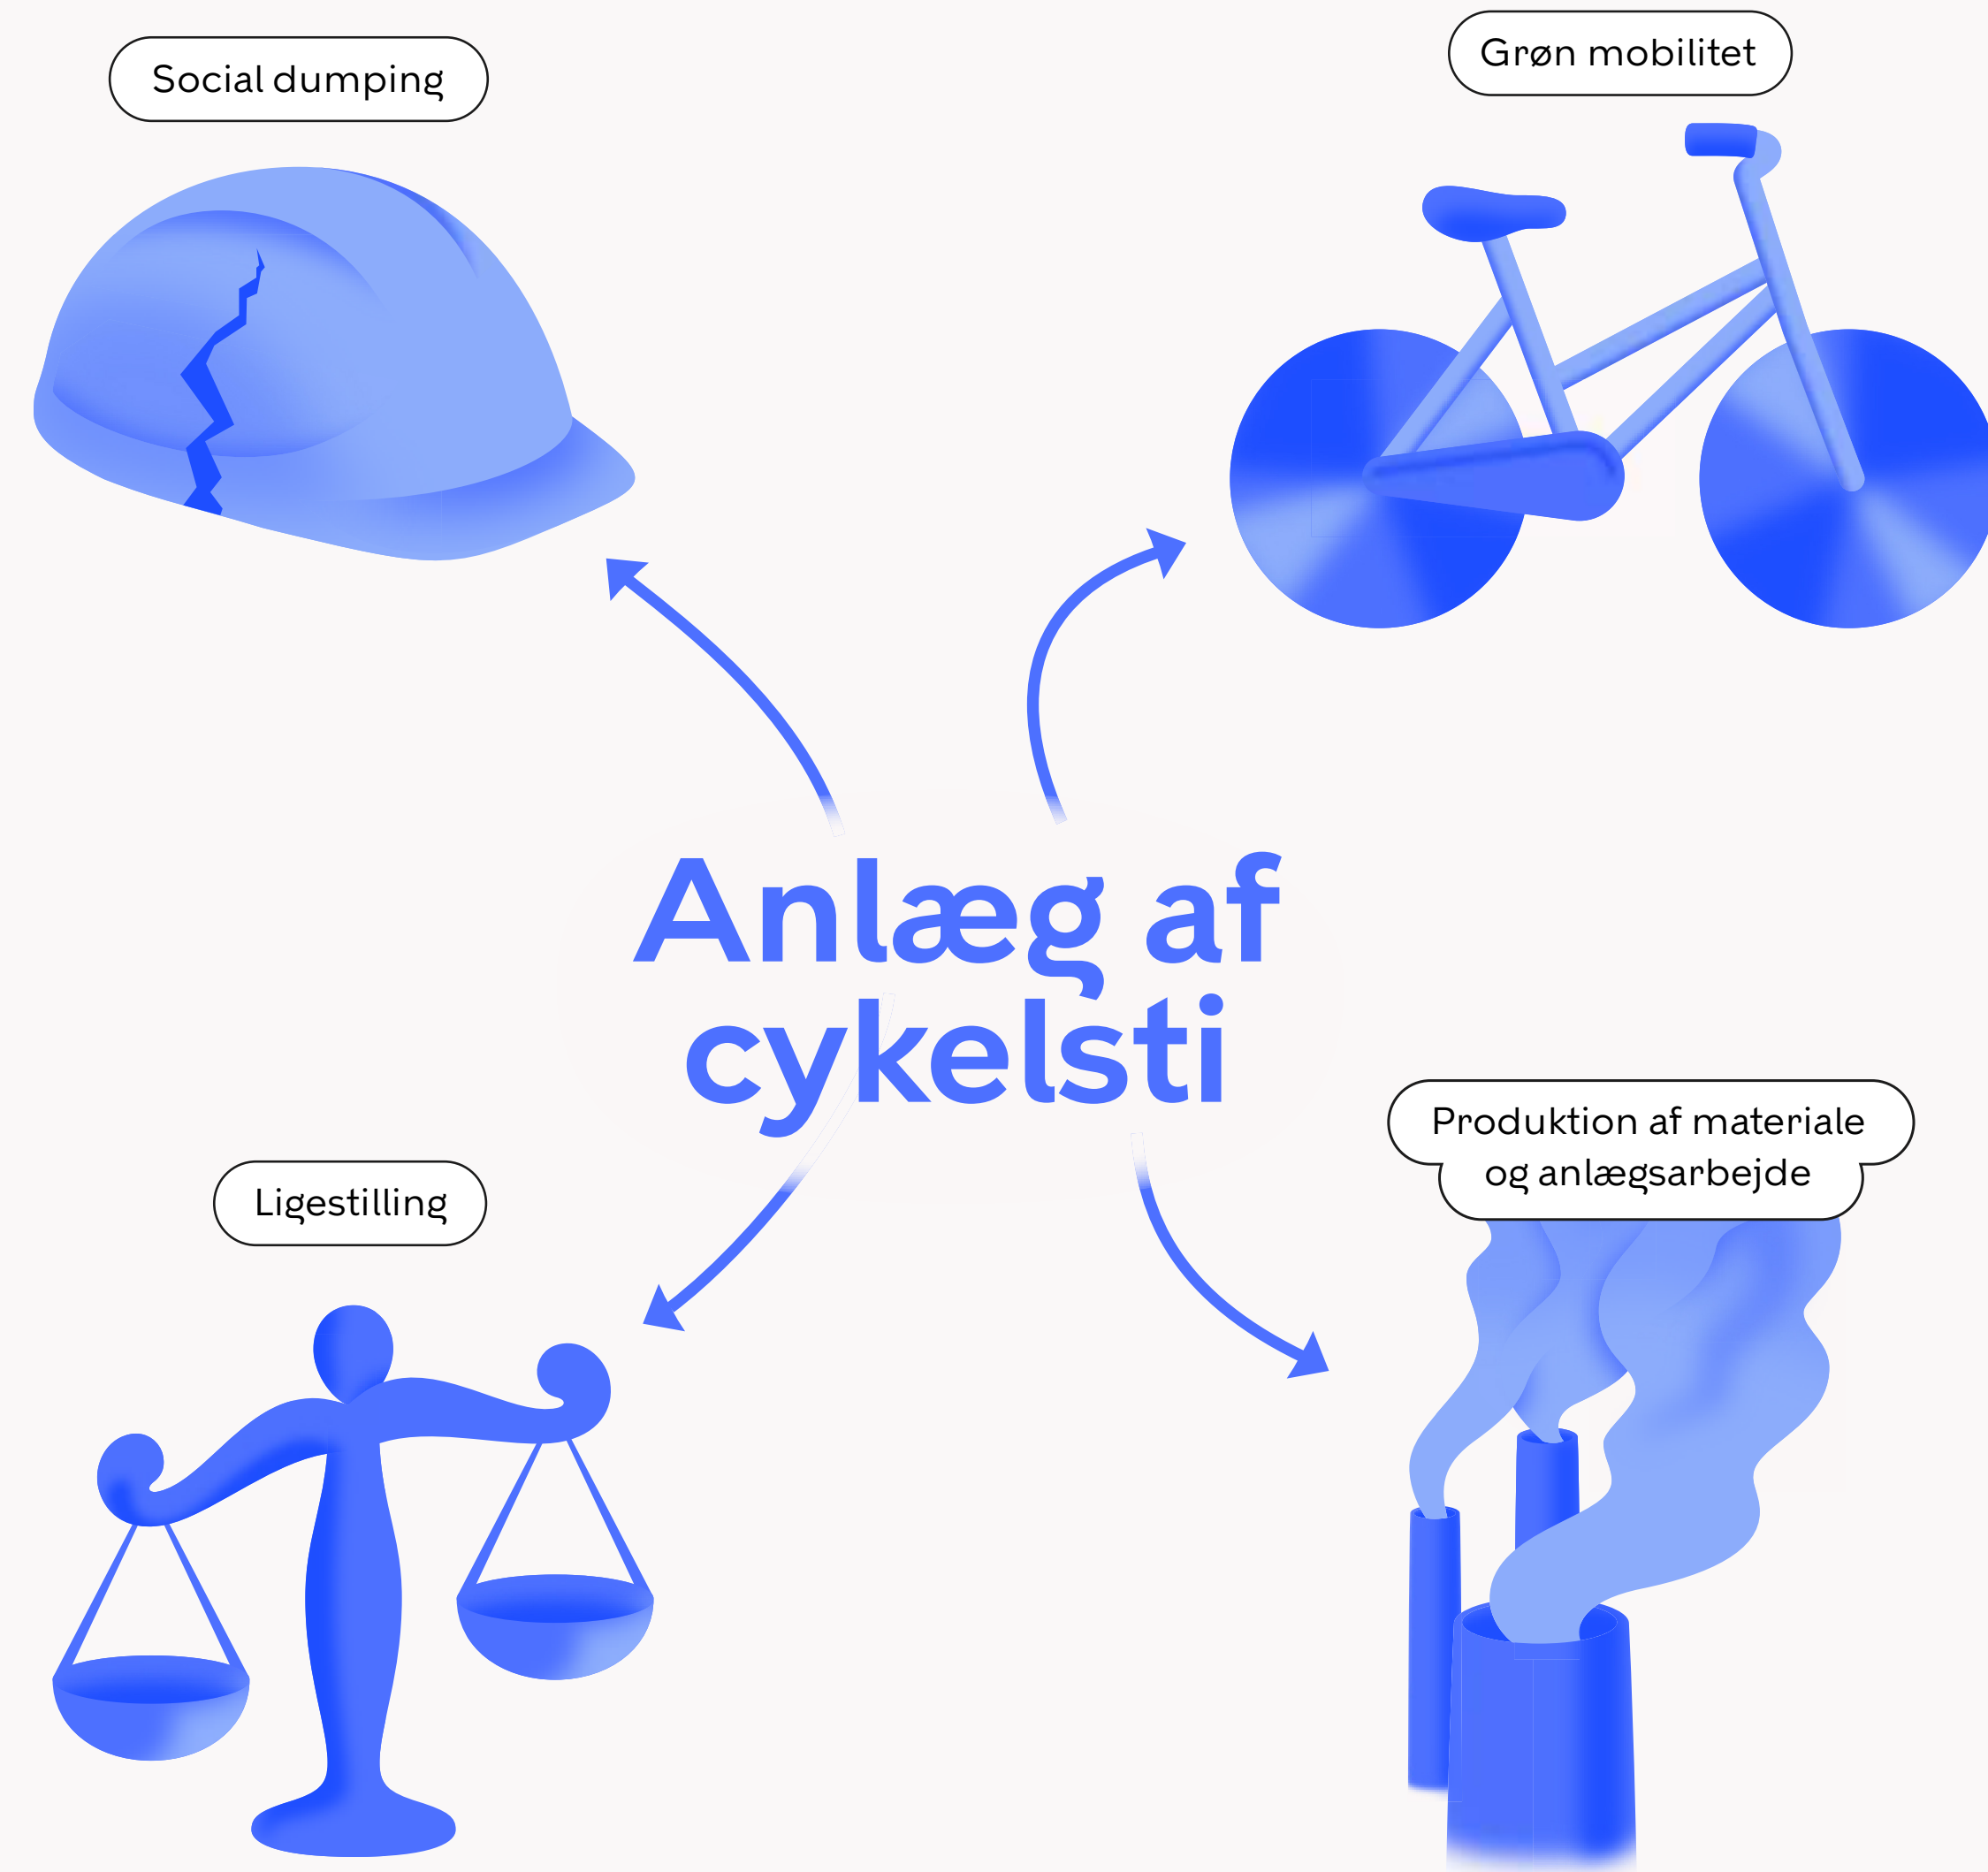 Social dumping
Grøn mobilitet
Anlæg af
cykelsti
Ligestilling
Produktion af materiale
og anlægsarbejde